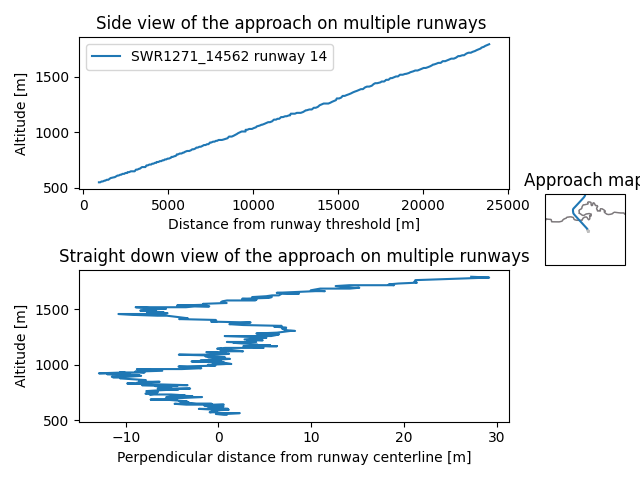 Side view of the approach on multiple runways
SWR1271_14562 runway 14
Altitude [m]
1500
1000
500
0
5000
10000
15000
20000
25000
Distance from runway threshold [m]
Approach map
Straight down view of the approach on multiple runways
Altitude [m]
1500
1000
500
−10
0
10
20
30
Perpendicular distance from runway centerline [m]